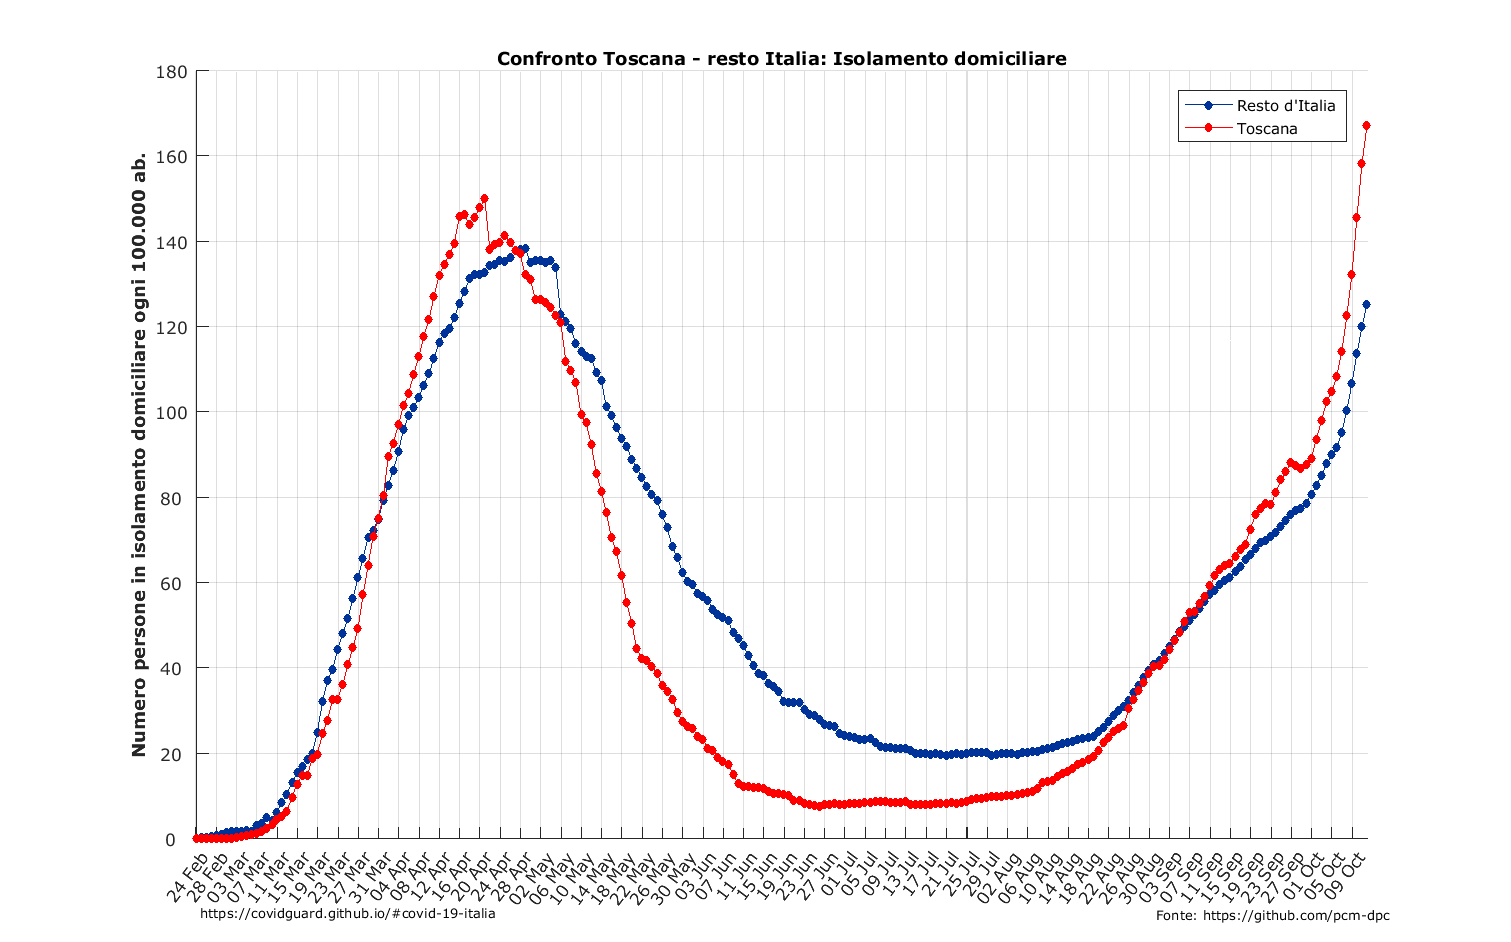 Confronto Toscana - resto Italia: Isolamento domiciliare
Numero persone in isolamento domiciliare ogni 100.000 ab.
180
160
140
120
100
80
60
40
20
0
Resto d'Italia
Toscana
24 Feb
28 Feb
03 Mar
07 Mar
11 Mar
15 Mar
19 Mar
23 Mar
27 Mar
31 Mar
04 Apr
08 Apr
12 Apr
16 Apr
20 Apr
24 Apr
28 Apr
02 May
06 May
10 May
14 May
18 May
22 May
26 May
30 May
03 Jun
07 Jun
11 Jun
15 Jun
19 Jun
23 Jun
27 Jun
01 Jul
05 Jul
09 Jul
13 Jul
17 Jul
21 Jul
25 Jul
29 Jul
02 Aug
06 Aug
10 Aug
14 Aug
18 Aug
22 Aug
26 Aug
30 Aug
03 Sep
07 Sep
11 Sep
15 Sep
19 Sep
23 Sep
27 Sep
01 Oct
05 Oct
09 Oct
https://covidguard.github.io/#covid-19-italia
Fonte: https://github.com/pcm-dpc